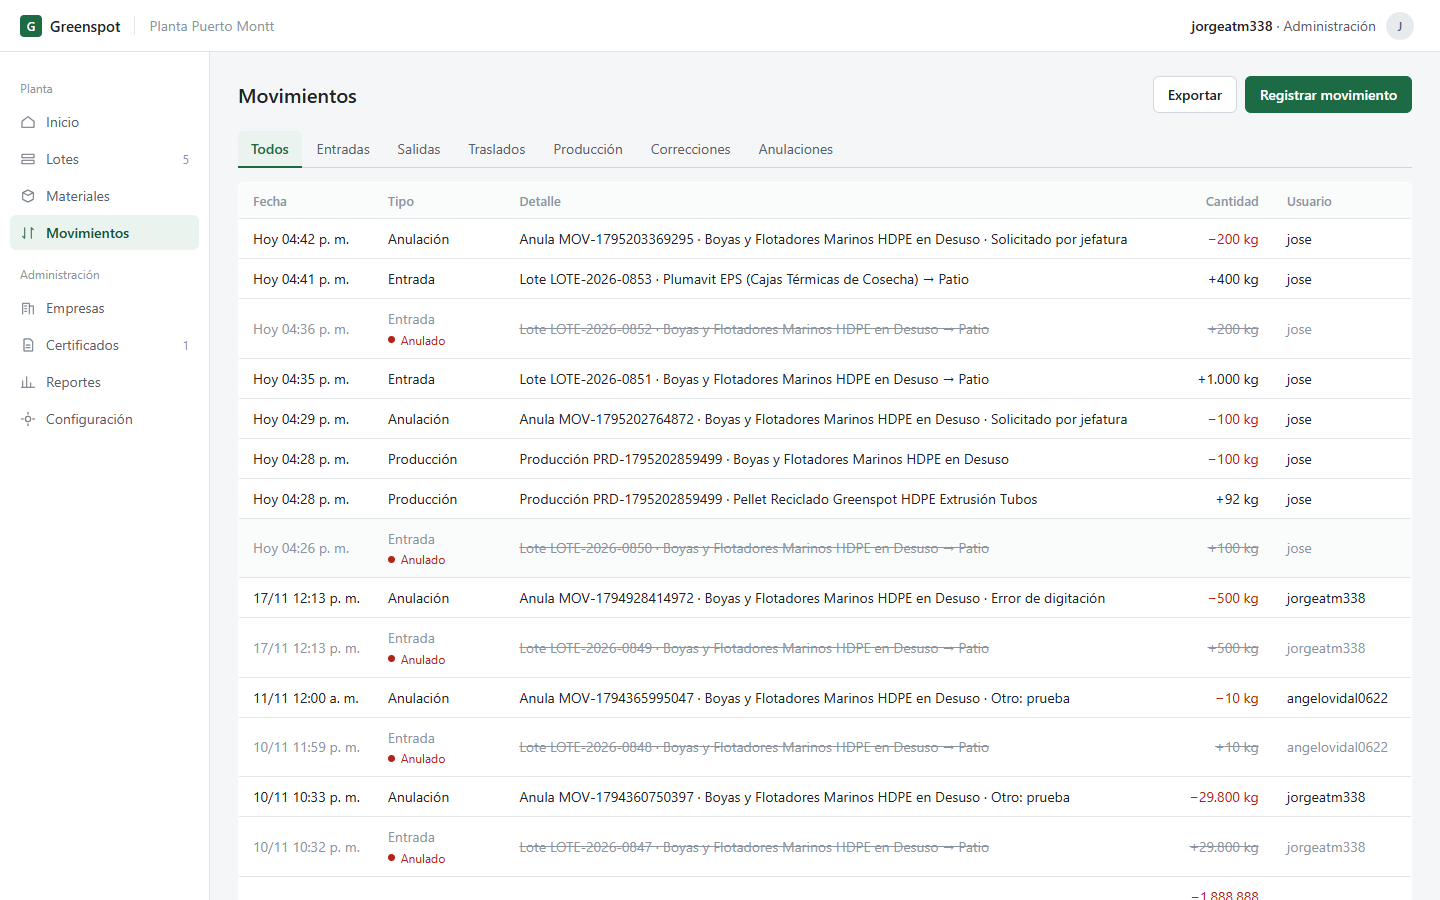 G Greenspot Planta Puerto Montt jorgeatm338 · Administración J
Planta
Inicio
Lotes 5
Materiales
Movimientos
Administración
Empresas
Certificados 1
Reportes
Configuración
Movimientos Exportar Registrar movimiento
Todos Entradas Salidas Traslados Producción Correcciones Anulaciones
Fecha Tipo Detalle Cantidad Usuario
Hoy 04:42 p. m. Anulación Anula MOV-1795203369295 · Boyas y Flotadores Marinos HDPE en Desuso · Solicitado por jefatura −200 kg jose
Hoy 04:41 p. m. Entrada Lote LOTE-2026-0853 · Plumavit EPS (Cajas Térmicas de Cosecha) → Patio +400 kg jose
Hoy 04:36 p. m. Entrada Lote LOTE-2026-0852 · Boyas y Flotadores Marinos HDPE en Desuso → Patio +200 kg jose
Anulado
Hoy 04:35 p. m. Entrada Lote LOTE-2026-0851 · Boyas y Flotadores Marinos HDPE en Desuso → Patio +1.000 kg jose
Hoy 04:29 p. m. Anulación Anula MOV-1795202764872 · Boyas y Flotadores Marinos HDPE en Desuso · Solicitado por jefatura −100 kg jose
Hoy 04:28 p. m. Producción Producción PRD-1795202859499 · Boyas y Flotadores Marinos HDPE en Desuso −100 kg jose
Hoy 04:28 p. m. Producción Producción PRD-1795202859499 · Pellet Reciclado Greenspot HDPE Extrusión Tubos +92 kg jose
Hoy 04:26 p. m. Entrada Lote LOTE-2026-0850 · Boyas y Flotadores Marinos HDPE en Desuso → Patio +100 kg jose
Anulado
17/11 12:13 p. m. Anulación Anula MOV-1794928414972 · Boyas y Flotadores Marinos HDPE en Desuso · Error de digitación −500 kg jorgeatm338
17/11 12:13 p. m. Entrada Lote LOTE-2026-0849 · Boyas y Flotadores Marinos HDPE en Desuso → Patio +500 kg jorgeatm338
Anulado
11/11 12:00 a. m. Anulación Anula MOV-1794365995047 · Boyas y Flotadores Marinos HDPE en Desuso · Otro: prueba −10 kg angelovidal0622
10/11 11:59 p. m. Entrada Lote LOTE-2026-0848 · Boyas y Flotadores Marinos HDPE en Desuso → Patio +10 kg angelovidal0622
Anulado
10/11 10:33 p. m. Anulación Anula MOV-1794360750397 · Boyas y Flotadores Marinos HDPE en Desuso · Otro: prueba −29.800 kg jorgeatm338
10/11 10:32 p. m. Entrada Lote LOTE-2026-0847 · Boyas y Flotadores Marinos HDPE en Desuso → Patio +29.800 kg jorgeatm338
Anulado
−1.888.888